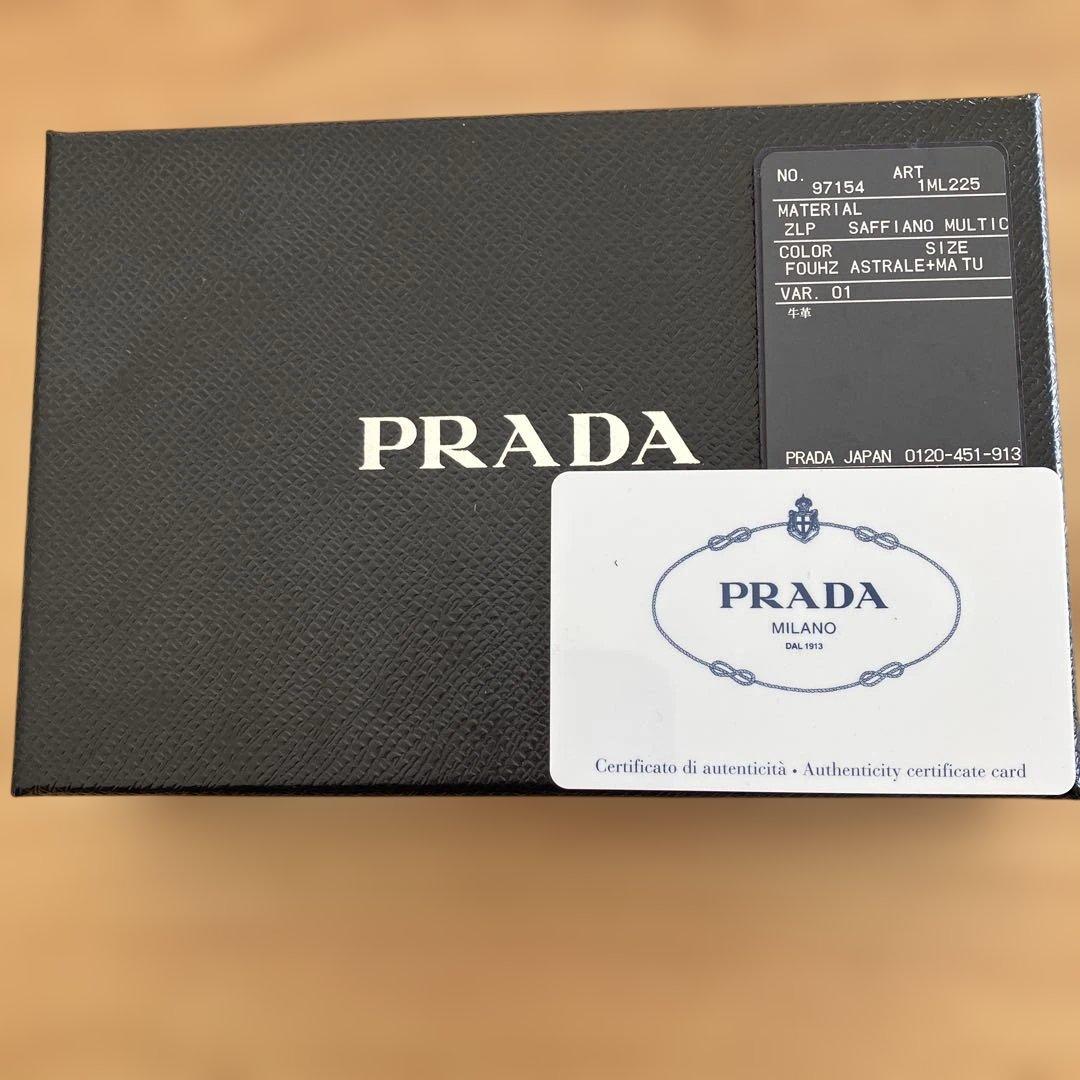 NO. 97154 ART 1ML225
MATERIAL
ZLP SAFFIANO MULTIC
COLOR SIZE
FOUHZ ASTRALE+MA TU
VAR. 01
牛革
PRADA JAPAN 0120-451-913
PRADA
PRADA
MILANO
DAL 1913
Certificato di autenticità • Authenticity certificate card